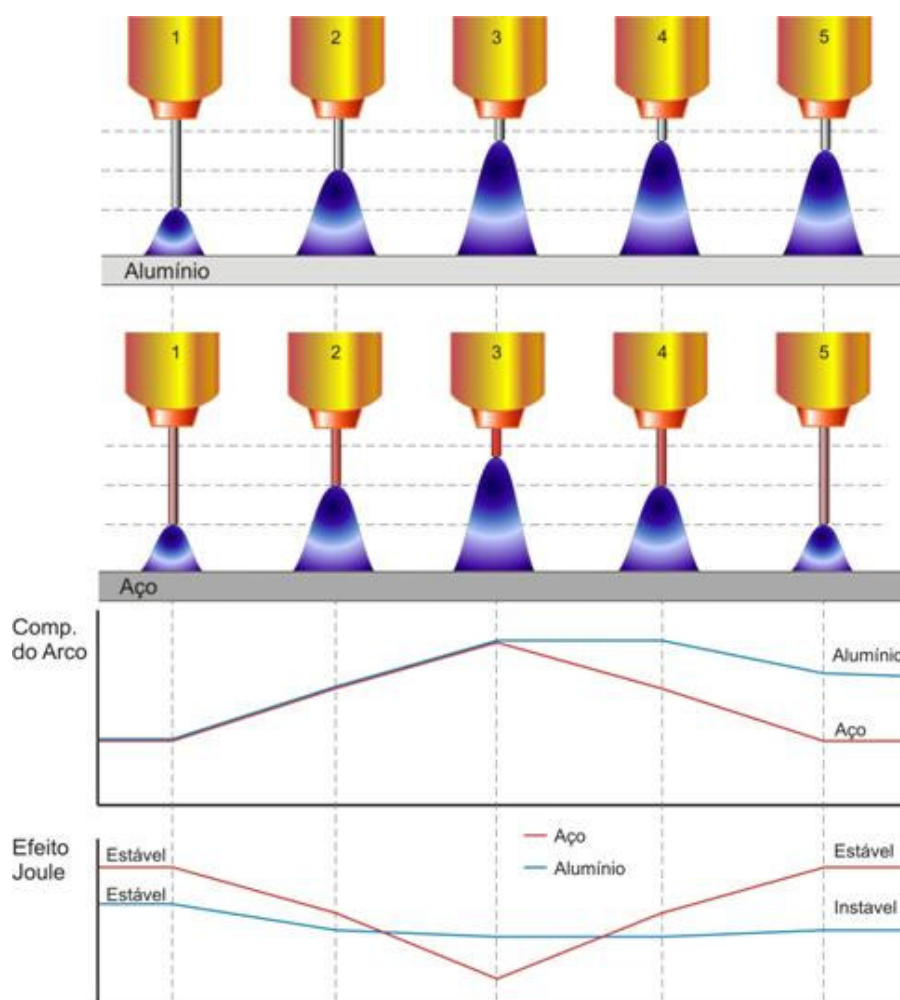 1 2 3 4 5
Alumínio
1 2 3 4 5
Aço
Comp.
do Arco
Alumínio
Aço
Efeito
Joule
Estável
Estável
Aço
Alumínio
Estável
Instavel